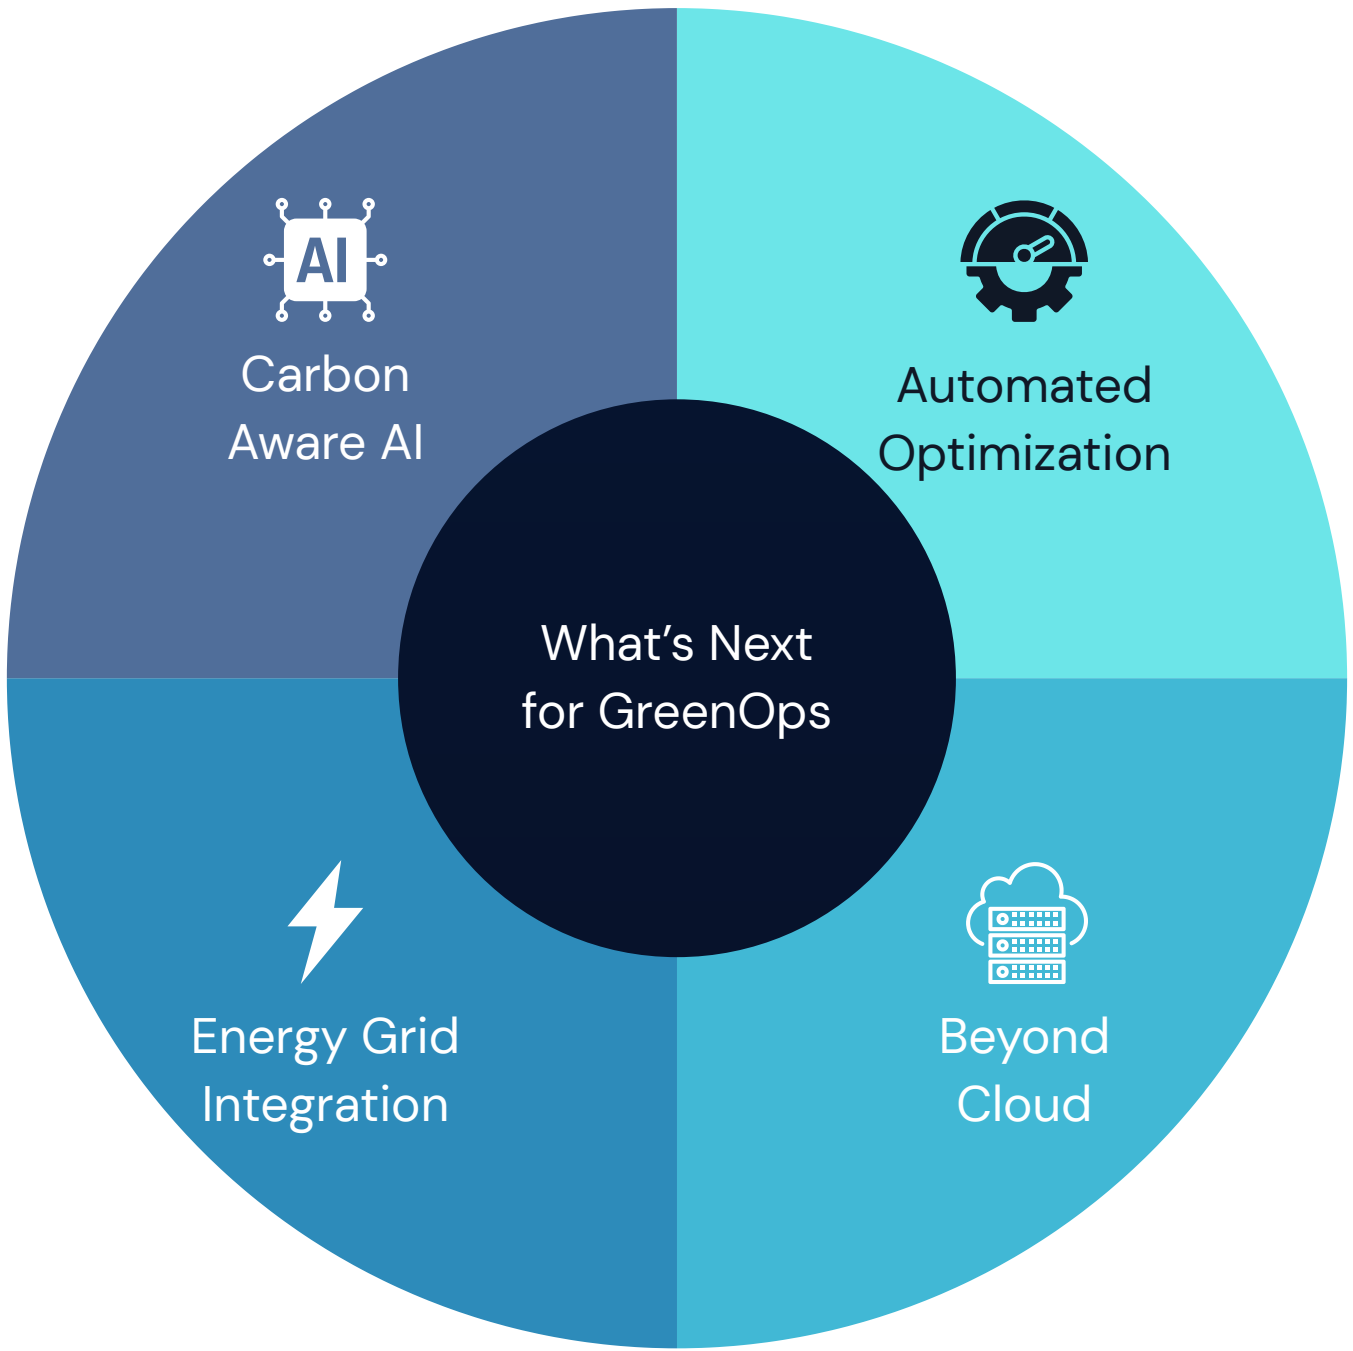 AI
Carbon
Aware AI
Automated
Optimization
What's Next
for GreenOps
Energy Grid
Integration
Beyond
Cloud